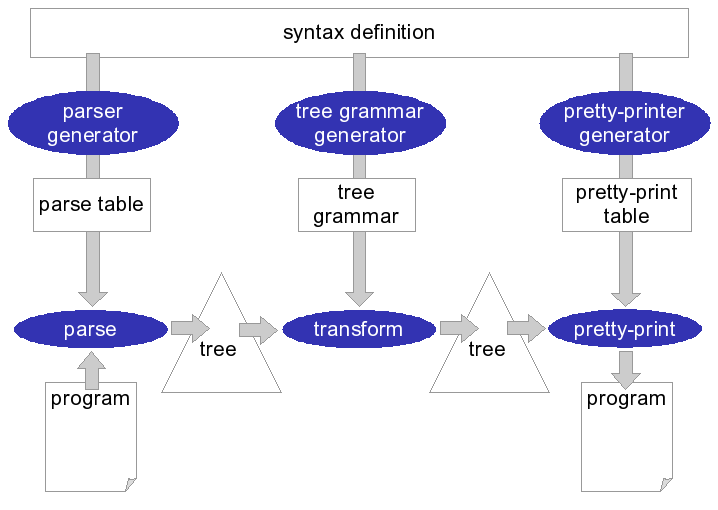 syntax definition
parser
generator
tree grammar
generator
pretty-printer
generator
parse table
tree
grammar
pretty-print
table
parse
tree
transform
tree
pretty-print
program
program